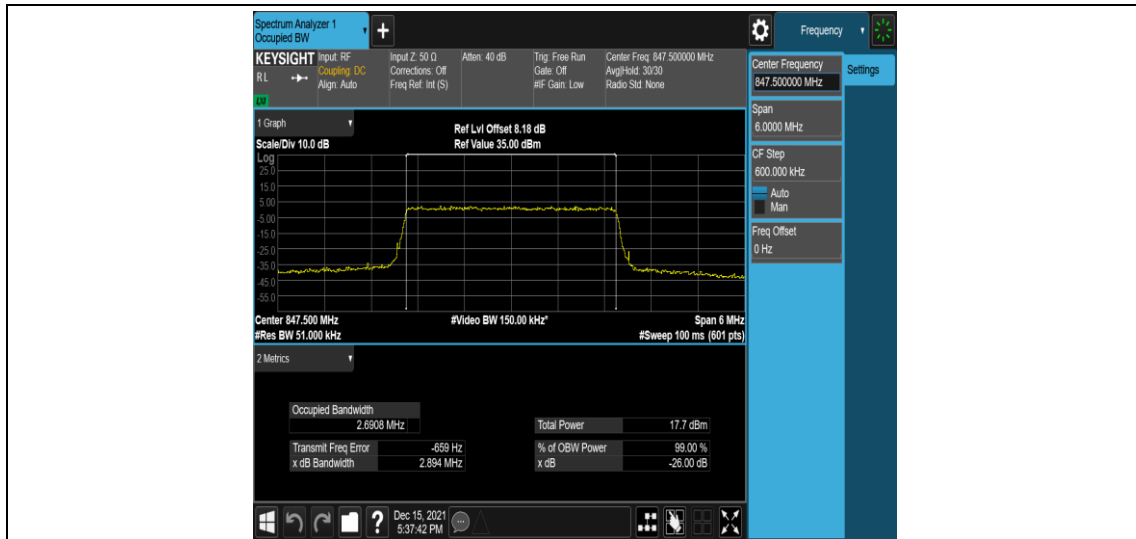 Spectrum Analyzer 1
Occupied BW
+
Frequency
KEYSIGHT
Input: RF
Coupling: DC
Align: Auto
Input Z: 50 Ω
Corrections: Off
Freq Ref: Int (S)
Atten: 40 dB
Trig: Free Run
Gate: Off
#IF Gain: Low
Center Freq: 847.500000 MHz
Avg|Hold: 30/30
Radio Std: None
R L
LXI
Center Frequency
847.500000 MHz
Settings
Span
6.0000 MHz
CF Step
600.000 kHz
Auto
Man
Freq Offset
0 Hz
1 Graph
Ref Lvl Offset 8.18 dB
Scale/Div 10.0 dB
Ref Value 35.00 dBm
Log
25.0
15.0
5.00
-5.00
-15.0
-25.0
-35.0
-45.0
-55.0
Center 847.500 MHz
#Video BW 150.00 kHz*
Span 6 MHz
#Res BW 51.000 kHz
#Sweep 100 ms (601 pts)
2 Metrics
Occupied Bandwidth
2.6908 MHz
Total Power 17.7 dBm
Transmit Freq Error -659 Hz
% of OBW Power 99.00 %
x dB Bandwidth 2.894 MHz
x dB -26.00 dB
?
Dec 15, 2021
5:37:42 PM